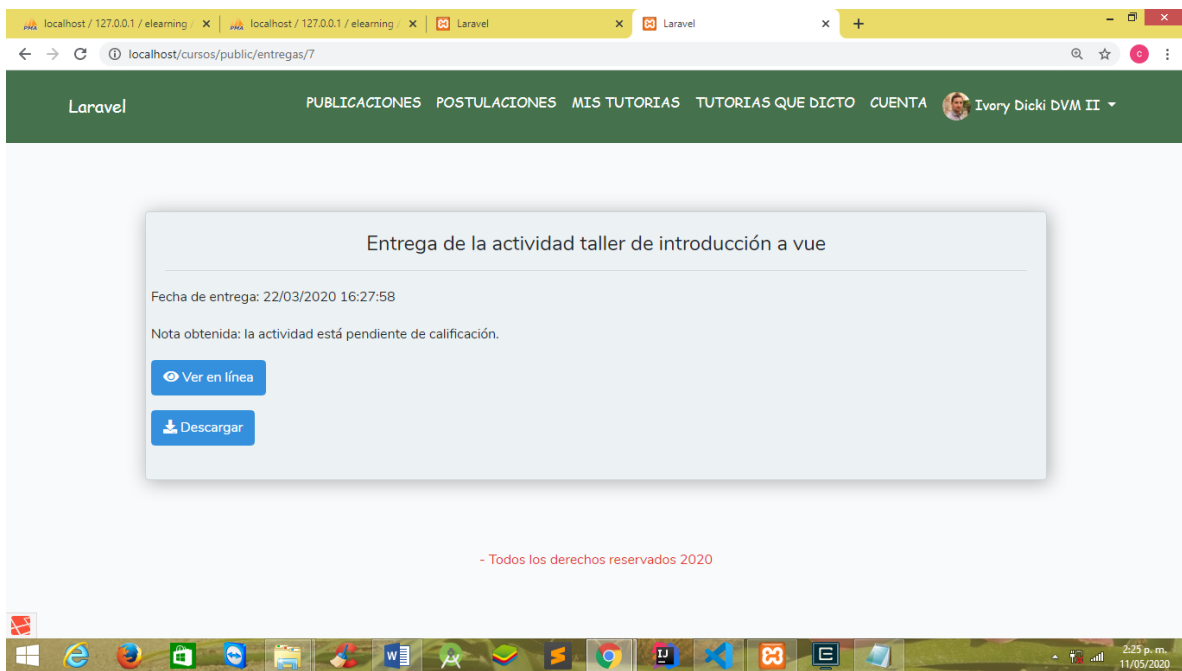 localhost / 127.0.0.1 / elearning /
localhost / 127.0.0.1 / elearning /
Laravel
Laravel
localhost/cursos/public/entregas/7
c
Laravel
PUBLICACIONES POSTULACIONES MIS TUTORIAS TUTORIAS QUE DICTO CUENTA Ivory Dicki DVM II
Entrega de la actividad taller de introducción a vue
Fecha de entrega: 22/03/2020 16:27:58
Nota obtenida: la actividad está pendiente de calificación.
Ver en línea
Descargar
- Todos los derechos reservados 2020
2:25 p. m.
11/05/2020